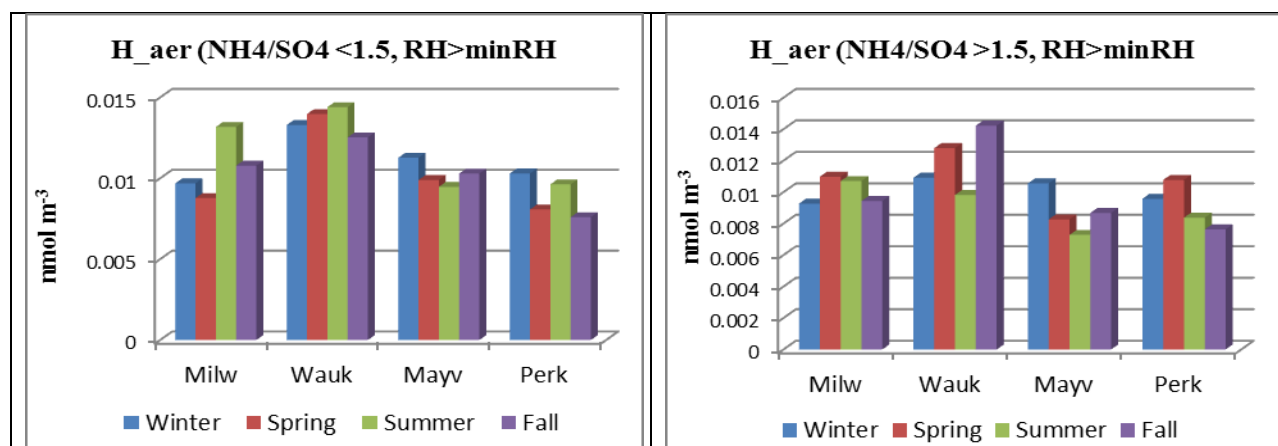 H_aer (NH4/SO4 <1.5, RH>minRH
nmol m-3
0.015
0.01
0.005
0
Milw Wauk Mayv Perk
Winter Spring Summer Fall
H_aer (NH4/SO4 >1.5, RH>minRH
nmol m-3
0.016
0.014
0.012
0.01
0.008
0.006
0.004
0.002
0
Milw Wauk Mayv Perk
Winter Spring Summer Fall